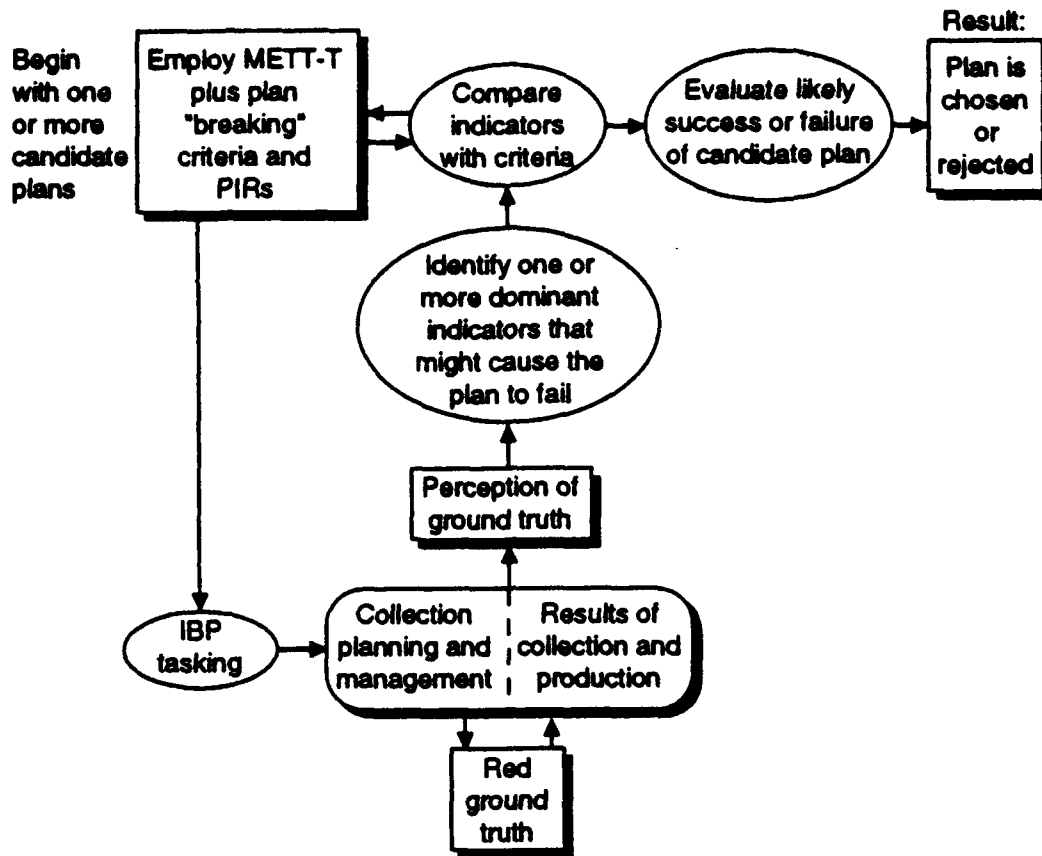 Begin
with one
or more
candidate
plans
Employ METT-T
plus plan
"breaking"
criteria and
PIRs
Compare
indicators
with criteria
Evaluate likely
success or failure
of candidate plan
Result:
Plan is
chosen
or
rejected
Identify one or
more dominant
indicators that
might cause the
plan to fail
Perception of
ground truth
IBP
tasking
Collection
planning and
management
Results of
collection and
production
Red
ground
truth